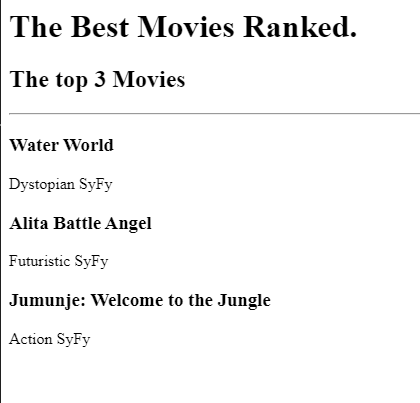 The Best Movies Ranked.
The top 3 Movies
Water World
Dystopian SyFy
Alita Battle Angel
Futuristic SyFy
Jumunje: Welcome to the Jungle
Action SyFy